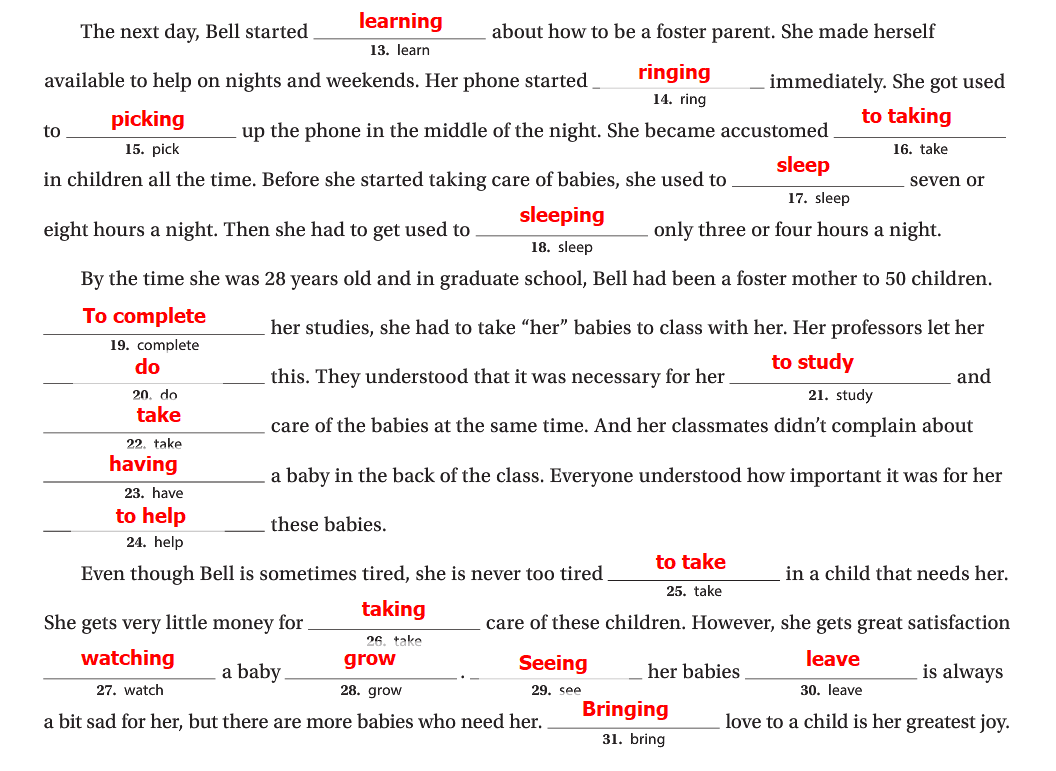 The next day, Bell started learning about how to be a foster parent. She made herself
13. learn
available to help on nights and weekends. Her phone started ringing immediately. She got used
14. ring
to picking up the phone in the middle of the night. She became accustomed to taking
15. pick 16. take
in children all the time. Before she started taking care of babies, she used to sleep seven or
17. sleep
eight hours a night. Then she had to get used to sleeping only three or four hours a night.
18. sleep
By the time she was 28 years old and in graduate school, Bell had been a foster mother to 50 children.
To complete her studies, she had to take “her” babies to class with her. Her professors let her
19. complete
do this. They understood that it was necessary for her to study and
20. do 21. study
take care of the babies at the same time. And her classmates didn’t complain about
22. take
having a baby in the back of the class. Everyone understood how important it was for her
23. have
to help these babies.
24. help
Even though Bell is sometimes tired, she is never too tired to take in a child that needs her.
25. take
She gets very little money for taking care of these children. However, she gets great satisfaction
26. take
watching a baby grow . Seeing her babies leave is always
27. watch 28. grow 29. see 30. leave
a bit sad for her, but there are more babies who need her. Bringing love to a child is her greatest joy.
31. bring